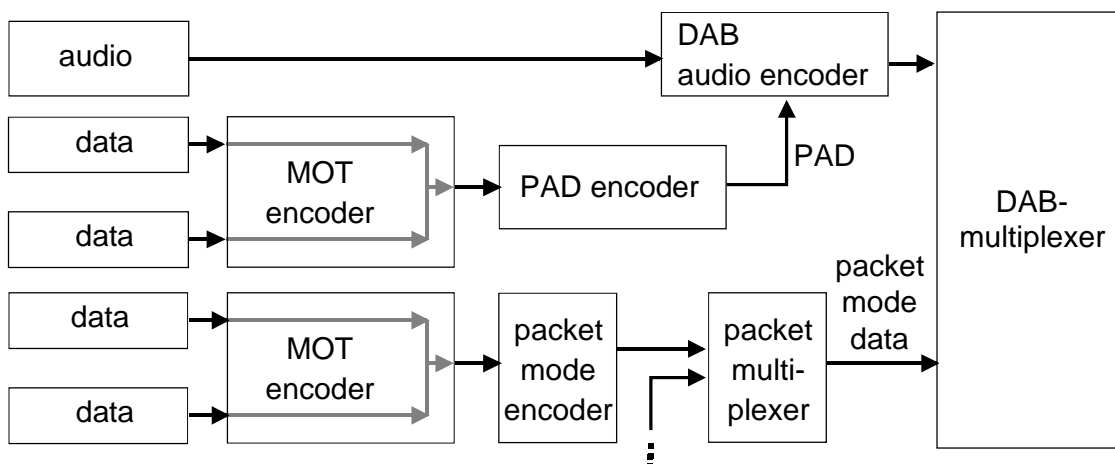 audio
DAB
audio encoder
data
MOT
encoder
data
PAD encoder
PAD
DAB-
multiplexer
data
MOT
encoder
data
packet
mode
encoder
packet
multi-
plexer
packet
mode
data